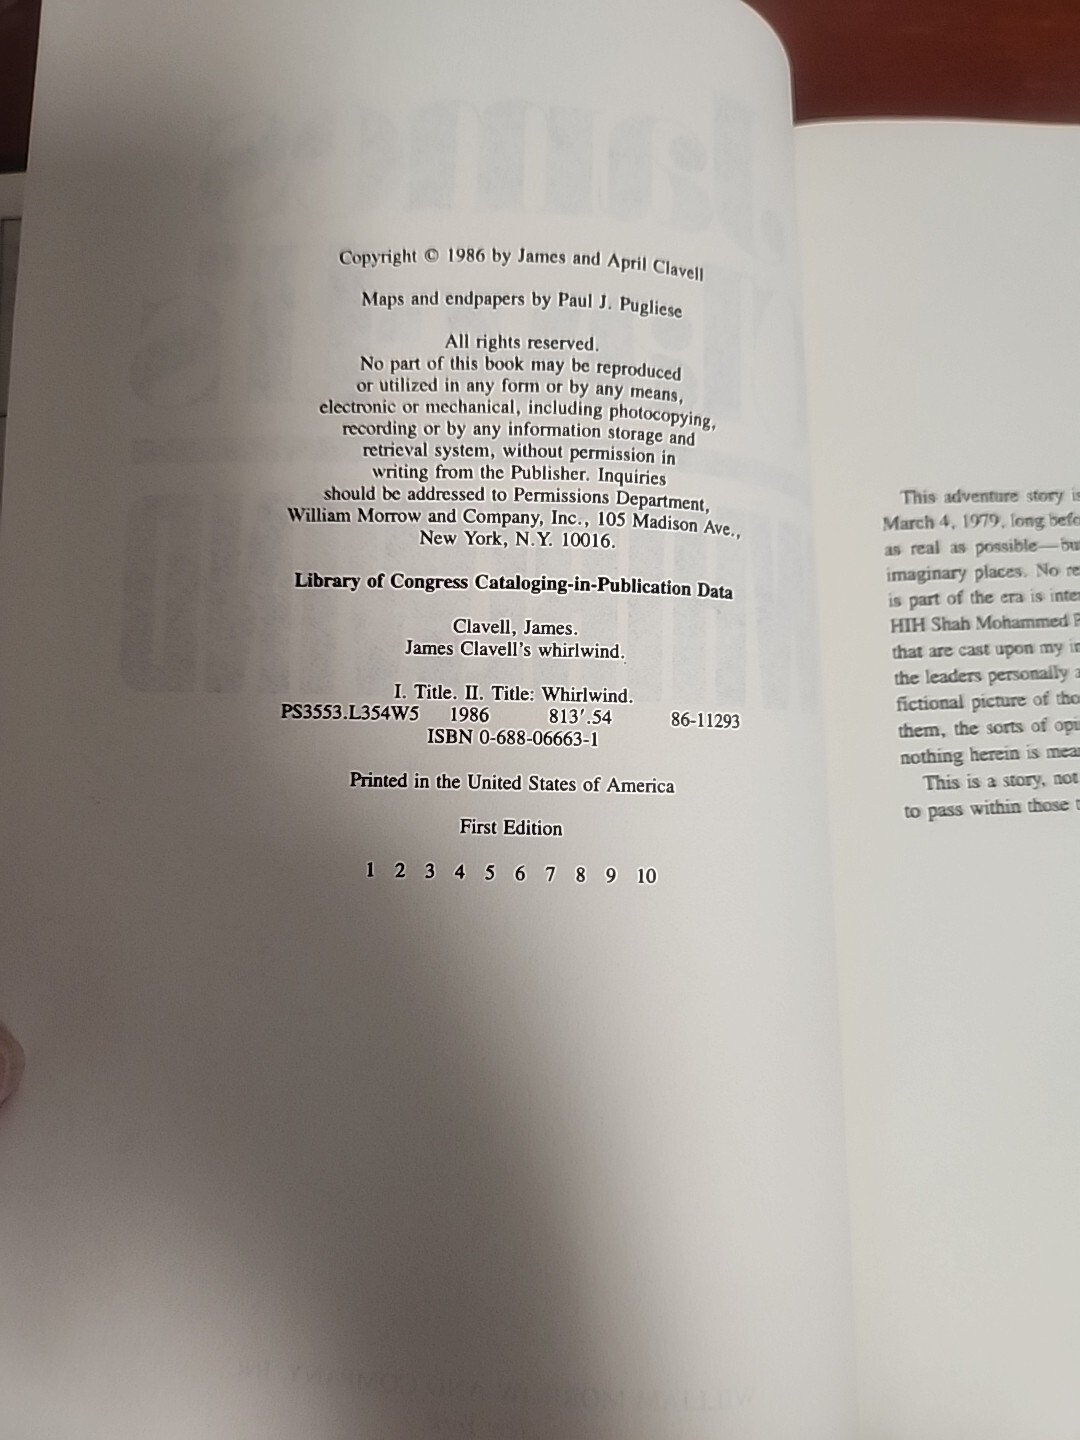 Copyright © 1986 by James and April Clavell
Maps and endpapers by Paul J. Pugliese
All rights reserved.
No part of this book may be reproduced
or utilized in any form or by any means,
electronic or mechanical, including photocopying,
recording or by any information storage and
retrieval system, without permission in
writing from the Publisher. Inquiries
should be addressed to Permissions Department,
William Morrow and Company, Inc., 105 Madison Ave.,
New York, N.Y. 10016.
Library of Congress Cataloging-in-Publication Data
Clavell, James.
James Clavell's whirlwind.
I. Title. II. Title: Whirlwind.
PS3553.L354W5 1986 813'.54 86-11293
ISBN 0-688-06663-1
Printed in the United States of America
First Edition
1 2 3 4 5 6 7 8 9 10
This adventure story is
March 4, 1979, long
as real as possible—
imaginary places. No
is part of the era is
HIH Shah Mohammed
that are cast upon my
the leaders personally
fictional picture of
them, the sorts of
nothing herein is
This is a story, not
to pass within those